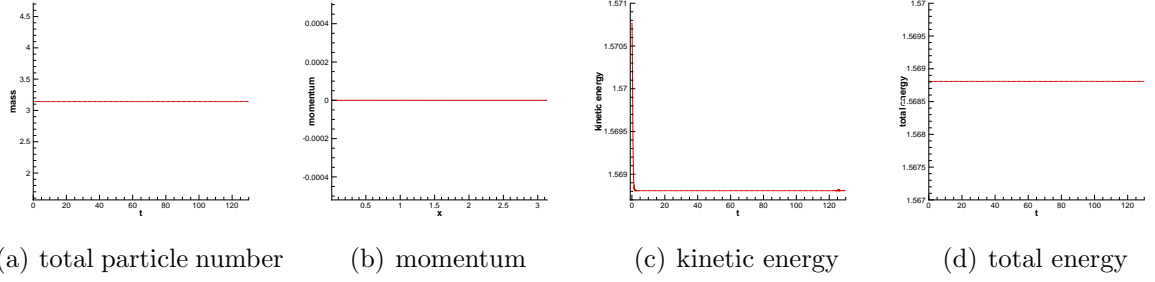 4.5
4
3.5
3
2.5
2
mass
0 20 40 60 80 100 120
t
0.0004
0.0002
0
-0.0002
-0.0004
momentum
0.5 1 1.5 2 2.5 3
x
1.571
1.5705
1.57
1.5695
1.569
kinetic energy
0 20 40 60 80 100 120
t
1.57
1.5695
1.569
1.5685
1.568
1.5675
1.567
total energy
0 20 40 60 80 100 120
t
(a) total particle number
(b) momentum
(c) kinetic energy
(d) total energy